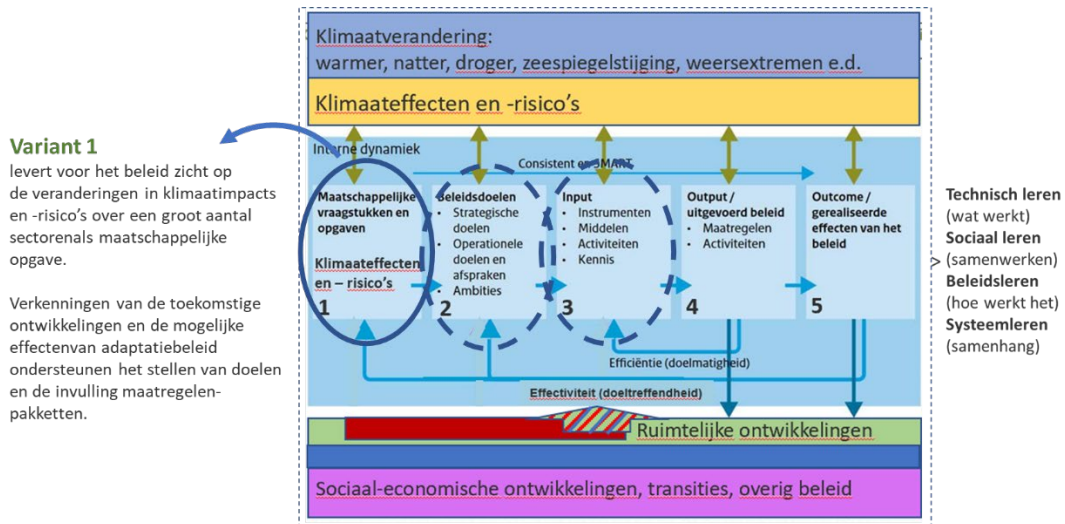 Klimaatverandering:
warmer, natter, droger, zeespiegelstijging, weersextremen e.d.
Klimaateffecten en -risico's
Variant 1
levert voor het beleid zicht op
de veranderingen in klimaatimpacts
en -risico's over een groot aantal
sectorenals maatschappelijke
opgave.
Verkenningen van de toekomstige
ontwikkelingen en de mogelijke
effectenvan adaptatiebeleid
ondersteunen het stellen van doelen
en de invulling maatregelen-
pakketten.
Interne dynamiek
Consistent en SMART
Maatschappelijke
vraagstukken en
opgaven
Klimaateffecten
en – risico's
1
Beleidsdoelen
• Strategische
doelen
• Operationele
doelen en
afspraken
• Ambities
2
Input
• Instrumenten
• Middelen
• Activiteiten
• Kennis
3
Output /
uitgevoerd beleid
• Maatregelen
• Activiteiten
4
Outcome /
gerealiseerde
effecten van het
beleid
5
Efficiëntie (doelmatigheid)
Effectiviteit (doeltreffendheid)
Ruimtelijke ontwikkelingen
Sociaal-economische ontwikkelingen, transities, overig beleid
Technisch leren
(wat werkt)
Sociaal leren
(samenwerken)
Beleidsleren
(hoe werkt het)
Systeemleren
(samenhang)